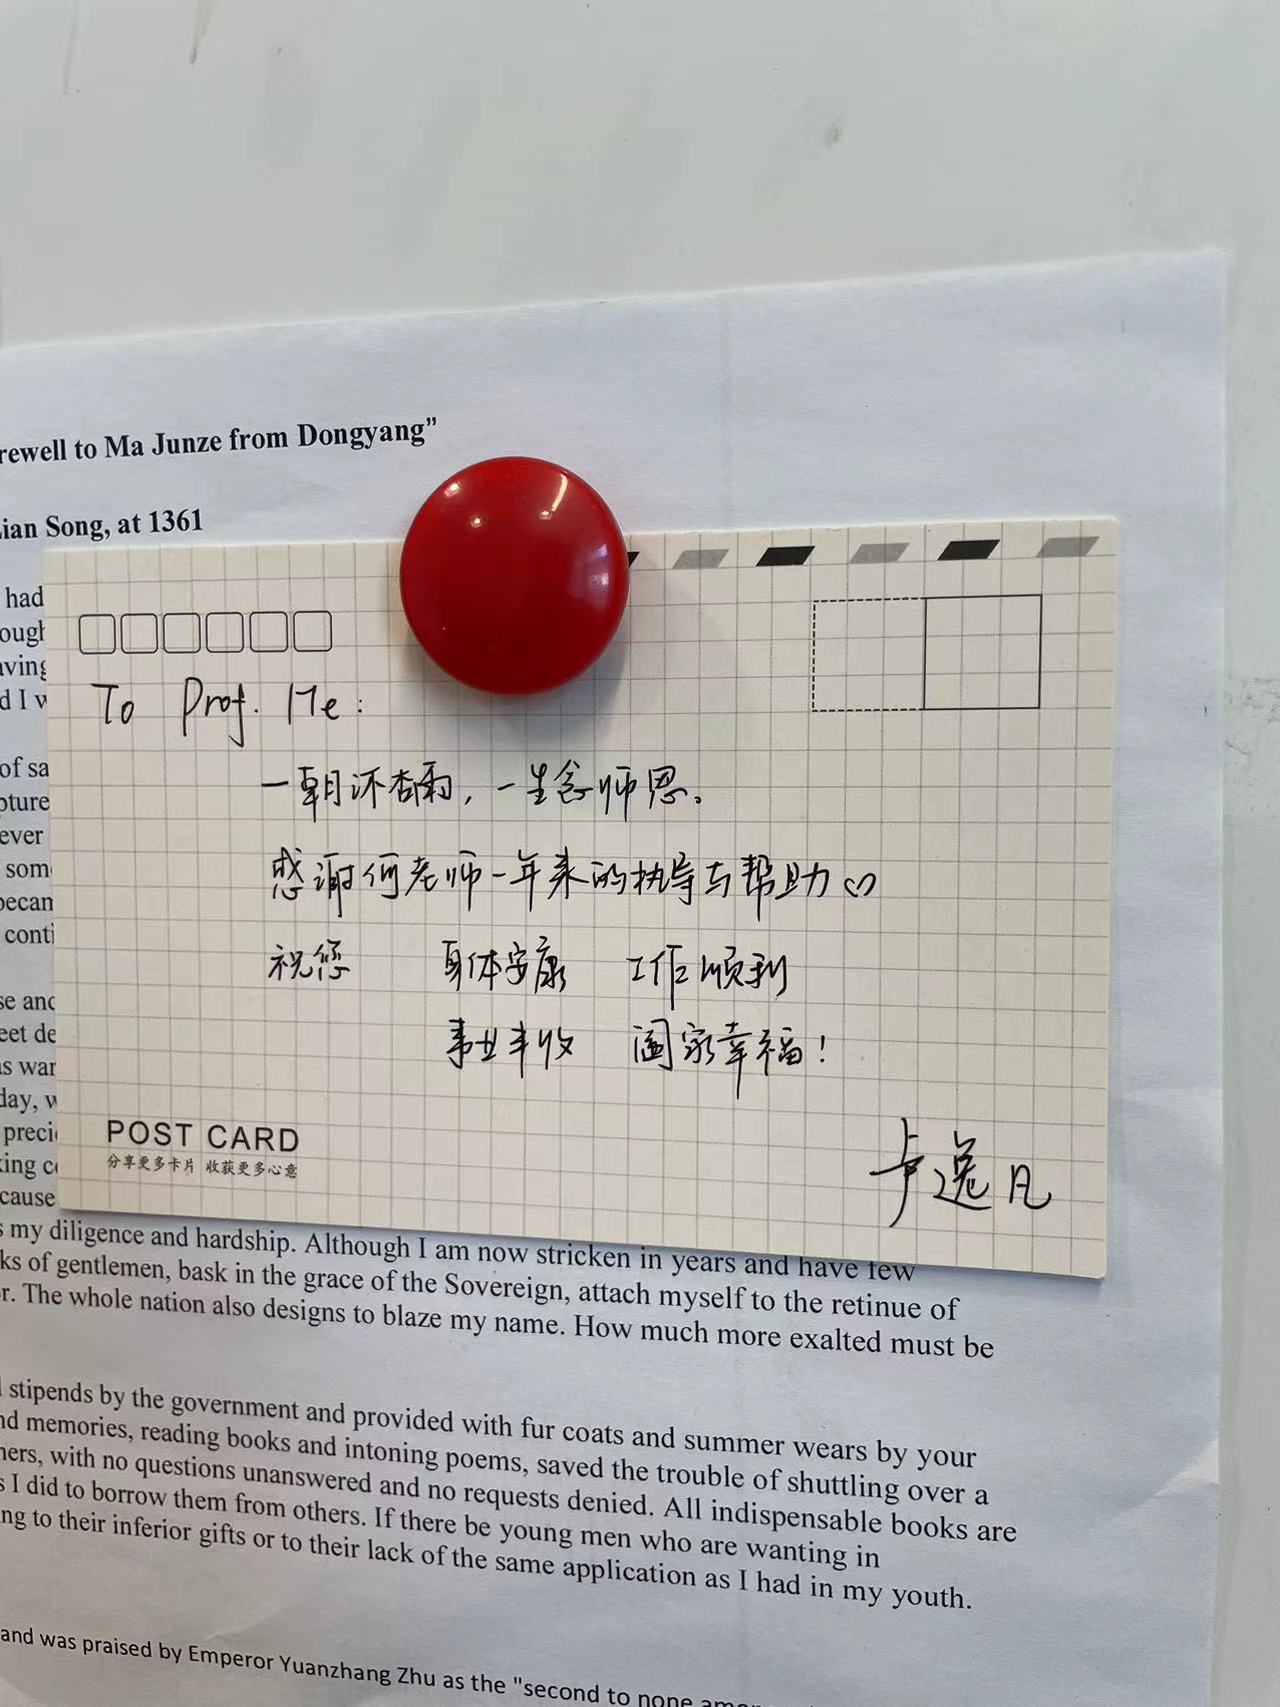 rewell to Ma Junze from Dongyang”
Lian Song, at 1361
had
ough
aving
d I w
of sa
pture
ever
som
becam
conti
se and
eet de
as war
day, w
preci
king co
cause
To Prof. He:
一朝沐杏雨，一生念师恩。
感谢何老师一年来的执导与帮助♡
祝您 身体安康 工作顺利
事业丰收 阖家幸福！
POST CARD
分享更多卡片 收获更多心意
卢逸凡
s my diligence and hardship. Although I am now stricken in years and have few
ks of gentlemen, bask in the grace of the Sovereign, attach myself to the retinue of
r. The whole nation also designs to blaze my name. How much more exalted must be
l stipends by the government and provided with fur coats and summer wears by your
nd memories, reading books and intoning poems, saved the trouble of shuttling over a
hers, with no questions unanswered and no requests denied. All indispensable books are
s I did to borrow them from others. If there be young men who are wanting in
ng to their inferior gifts or to their lack of the same application as I had in my youth.
and was praised by Emperor Yuanzhang Zhu as the "second to none